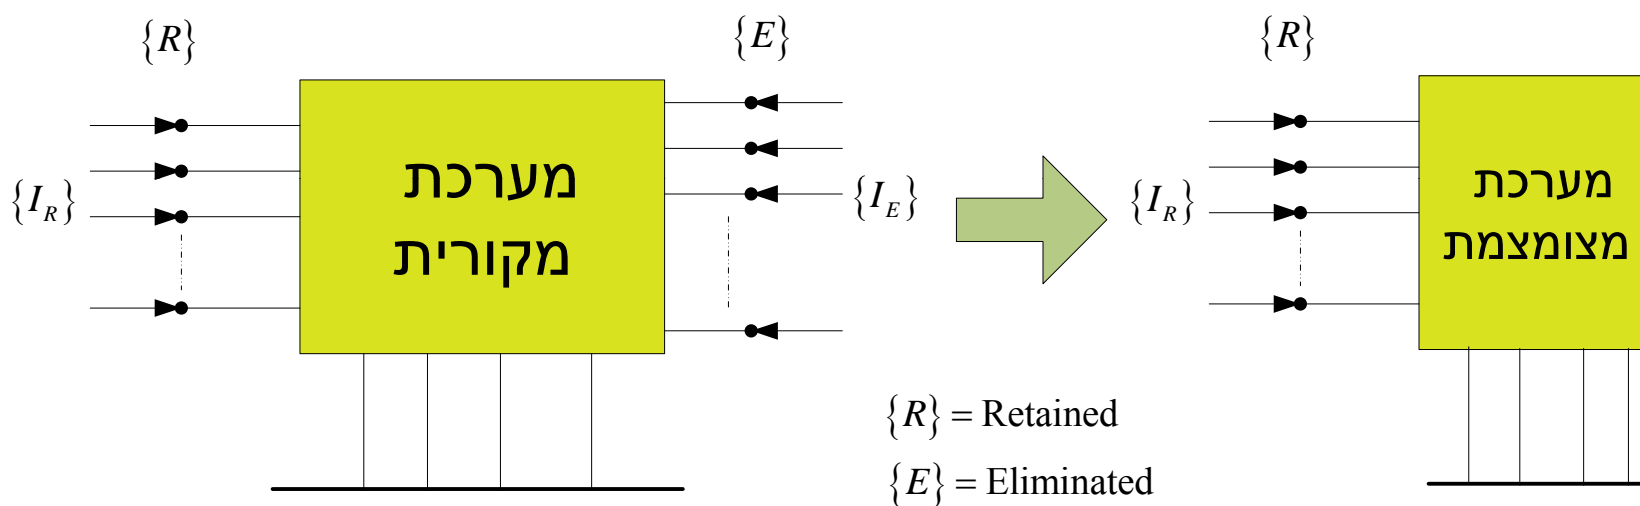 {R} {E} {R}
{I_R} מערכת מקורית {I_E} {I_R} מערכת מצומצמת
{R} = Retained
{E} = Eliminated